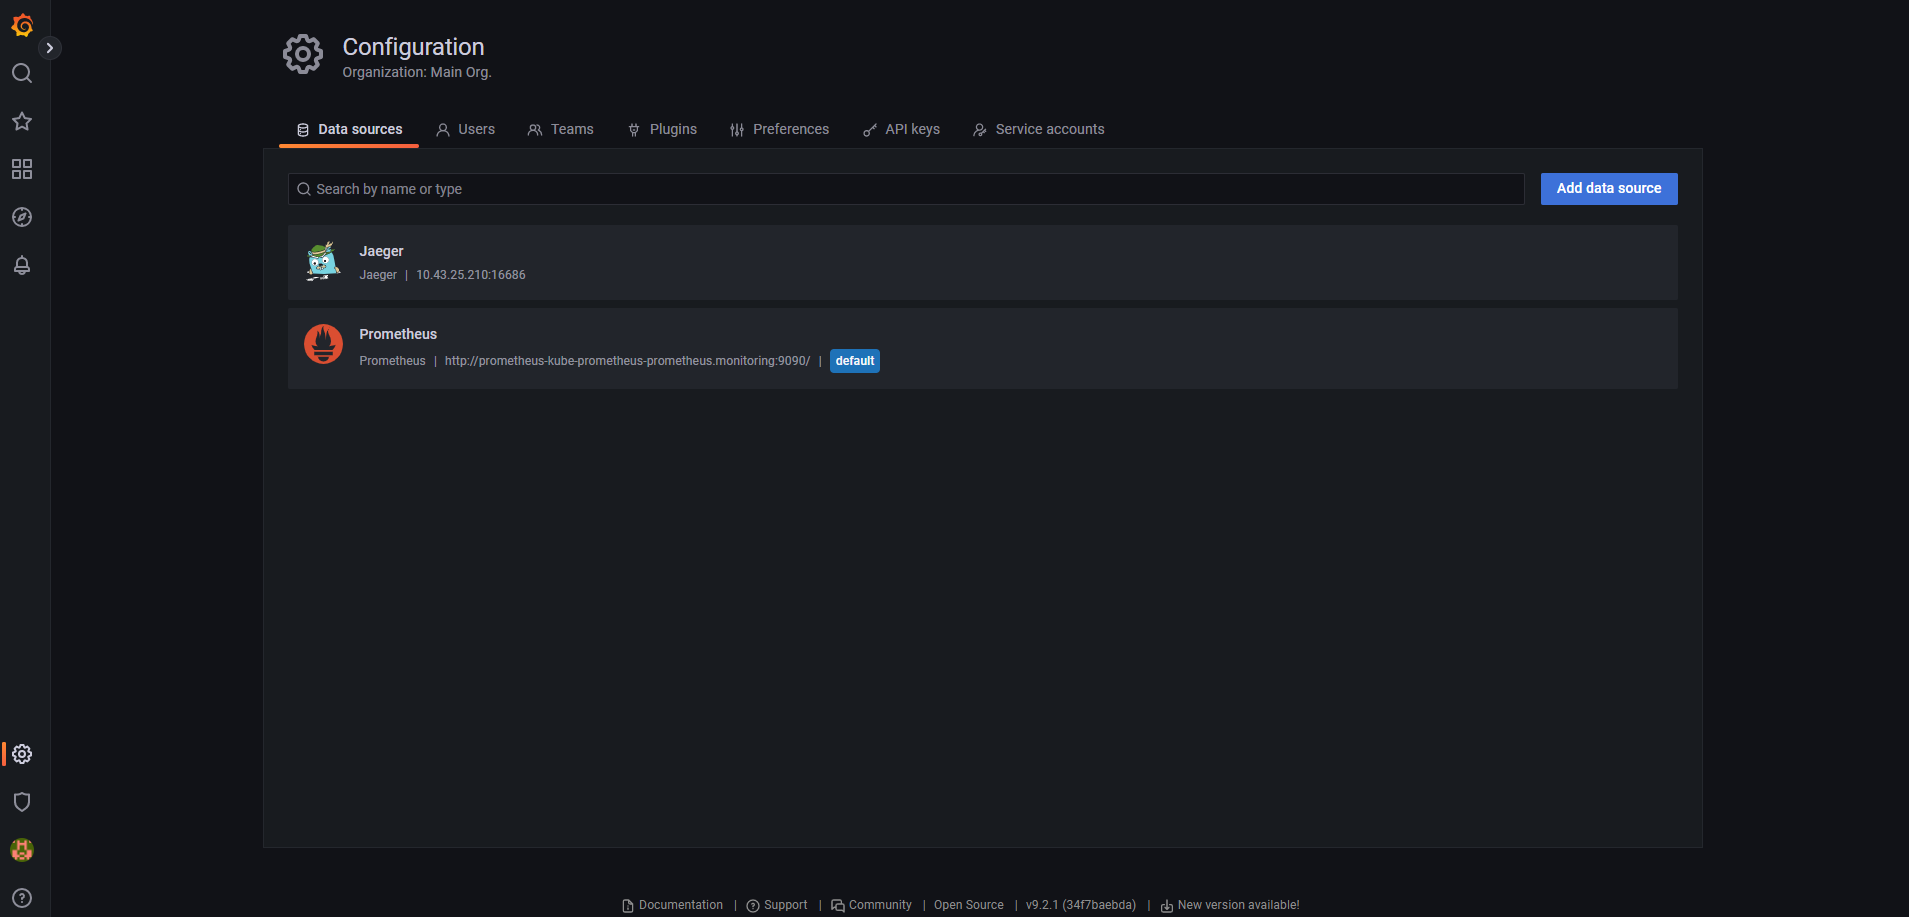 Configuration
Organization: Main Org.
Data sources Users Teams Plugins Preferences API keys Service accounts
Search by name or type Add data source
Jaeger
Jaeger | 10.43.25.210:16686
Prometheus
Prometheus | http://prometheus-kube-prometheus-prometheus.monitoring:9090/ | default
Documentation | Support | Community | Open Source | v9.2.1 (34f7baebda) | New version available!